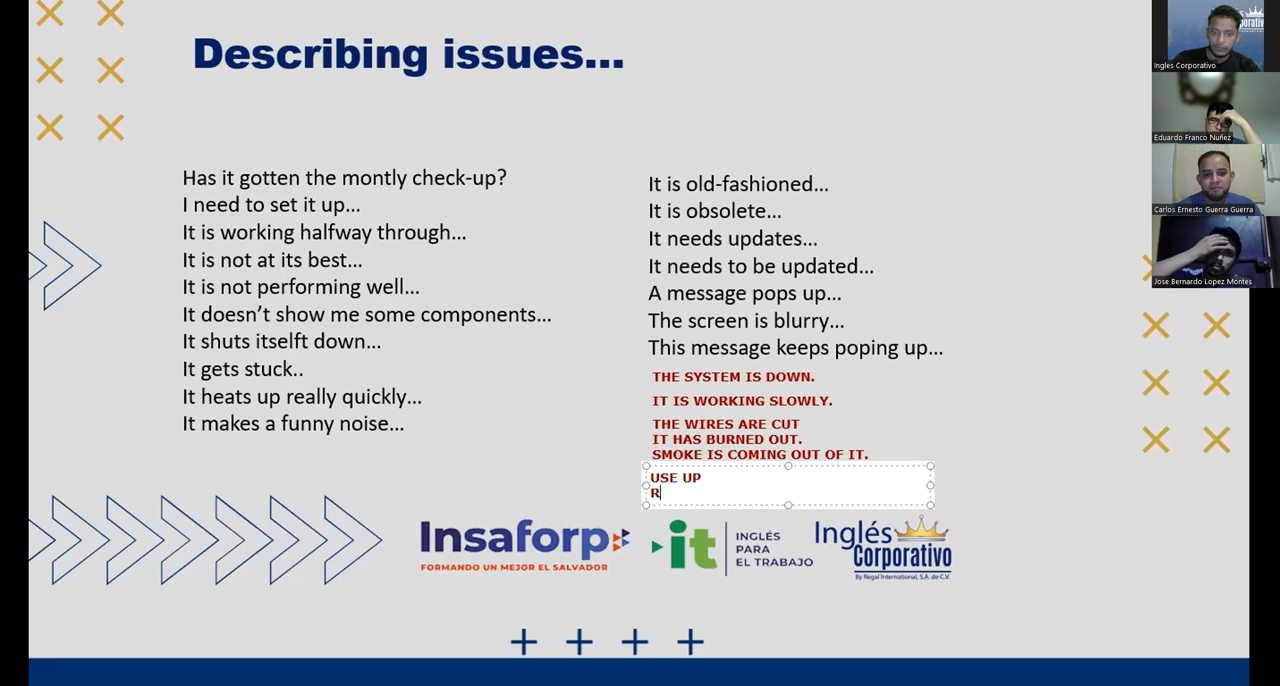 Describing issues...
Has it gotten the montly check-up?
I need to set it up...
It is working halfway through...
It is not at its best...
It is not performing well...
It doesn't show me some components...
It shuts itselft down...
It gets stuck..
It heats up really quickly...
It makes a funny noise...
It is old-fashioned...
It is obsolete...
It needs updates...
It needs to be updated...
A message pops up...
The screen is blurry...
This message keeps poping up...
THE SYSTEM IS DOWN.
IT IS WORKING SLOWLY.
THE WIRES ARE CUT
IT HAS BURNED OUT.
SMOKE IS COMING OUT OF IT.
USE UP
R
Insaforp
FORMANDO UN MEJOR EL SALVADOR
it
INGLÉS
PARA
EL TRABAJO
Inglés
Corporativo
By Regal International, S.A. de C.V.
Ingles Corporativo
Eduardo Franco Nuñez
Carlos Ernesto Guerra Guerra
Jose Bernardo Lopez Montes